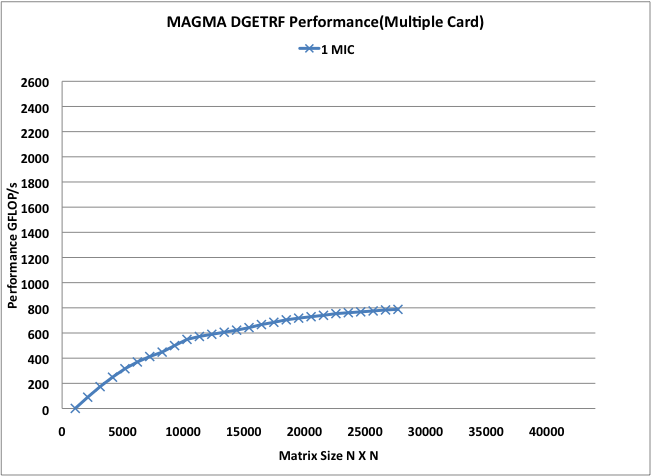 MAGMA DGETRF Performance(Multiple Card)
1 MIC
2600
2400
2200
2000
1800
1600
1400
1200
1000
800
600
400
200
0
Performance GFLOP/s
0 5000 10000 15000 20000 25000 30000 35000 40000
Matrix Size N X N